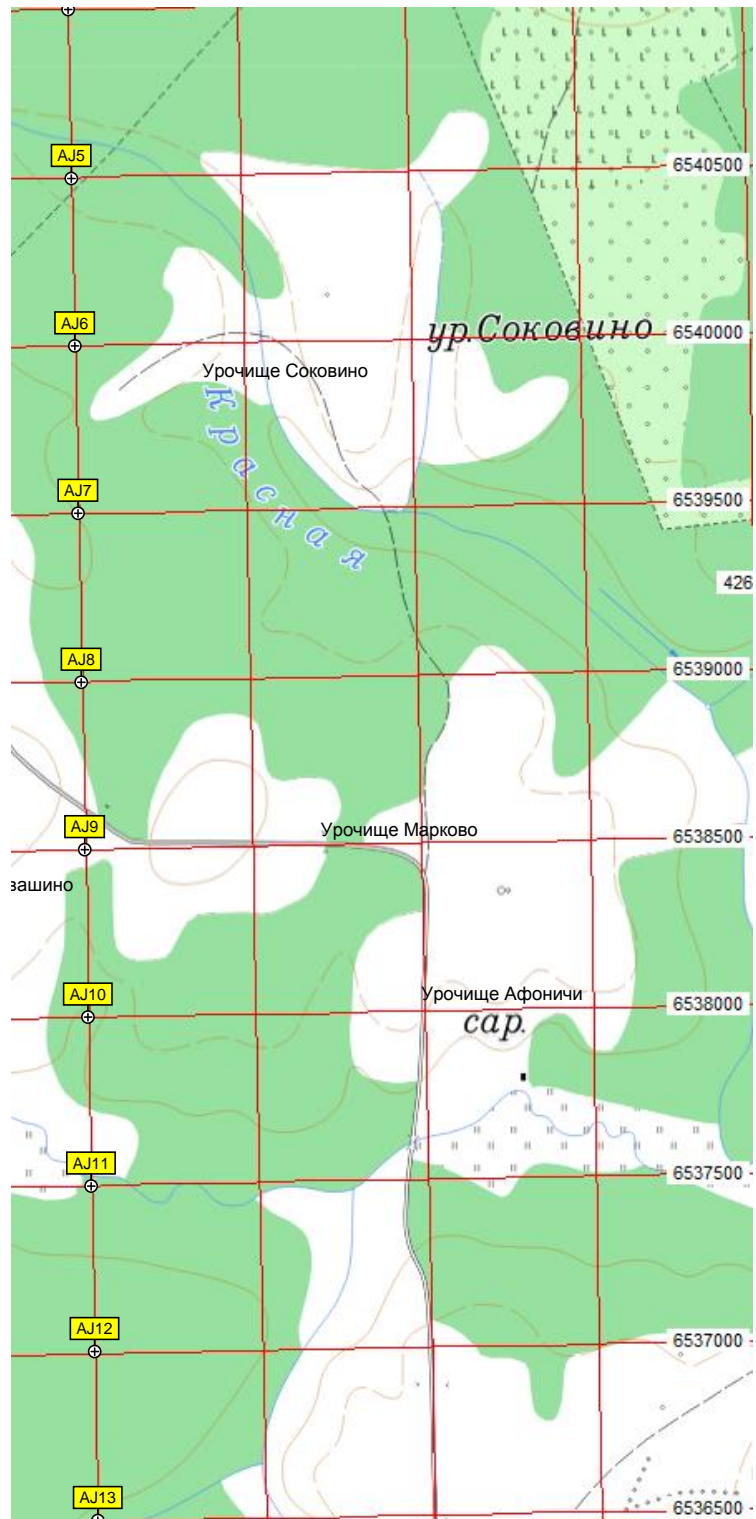 AJ5
6540500
AJ6
ур. Соковино
6540000
Урочище Соковино
Красная
AJ7
6539500
426
AJ8
6539000
AJ9
Урочище Марково
6538500
вашино
AJ10
Урочище Афоничи
6538000
сар.
AJ11
6537500
AJ12
6537000
AJ13
6536500